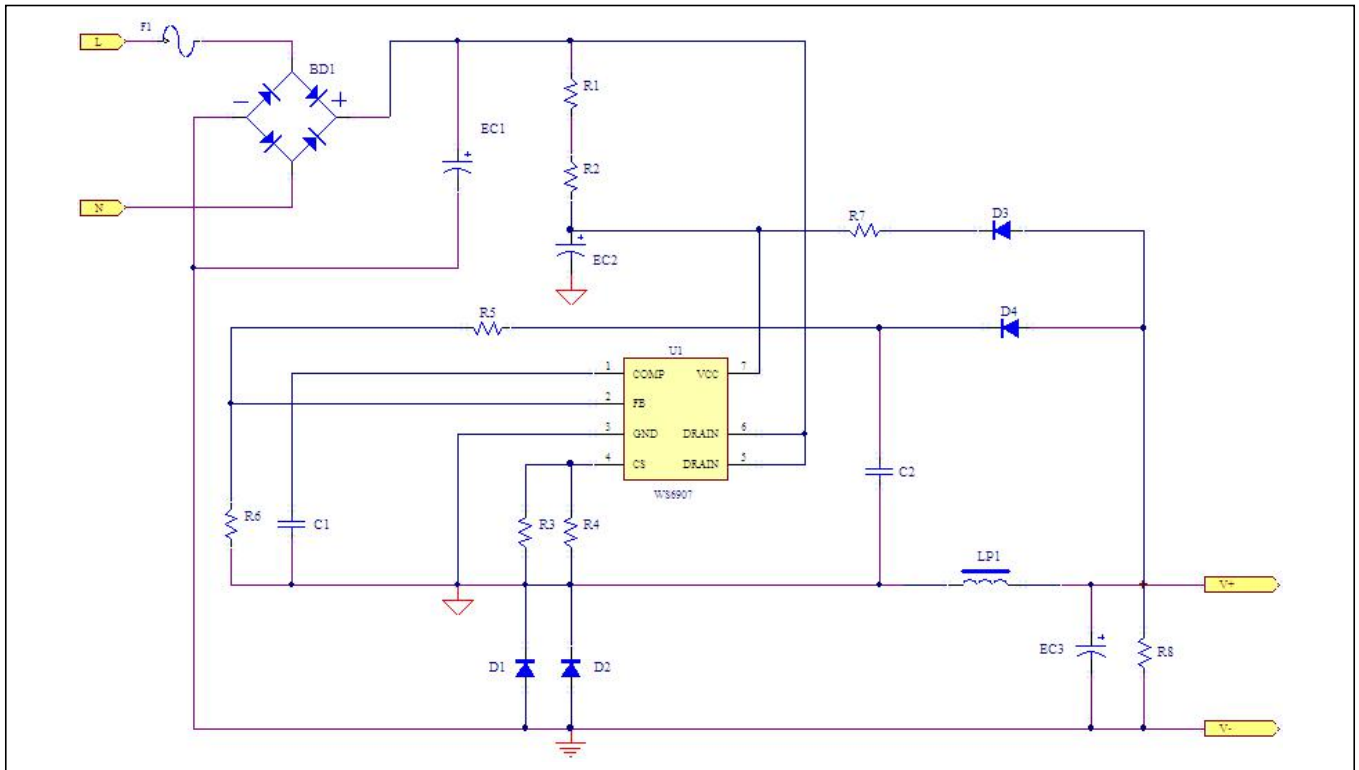 F1
L
BD1
R1
EC1
R2
N
R7
D3
EC2
R5
D4
U1
1
COMP
VCC
7
2
FB
3
GND
DRAIN
6
4
CS
DRAIN
5
WS6907
C2
R6
C1
R3
R4
LP1
V+
EC3
R8
D1
D2
V-